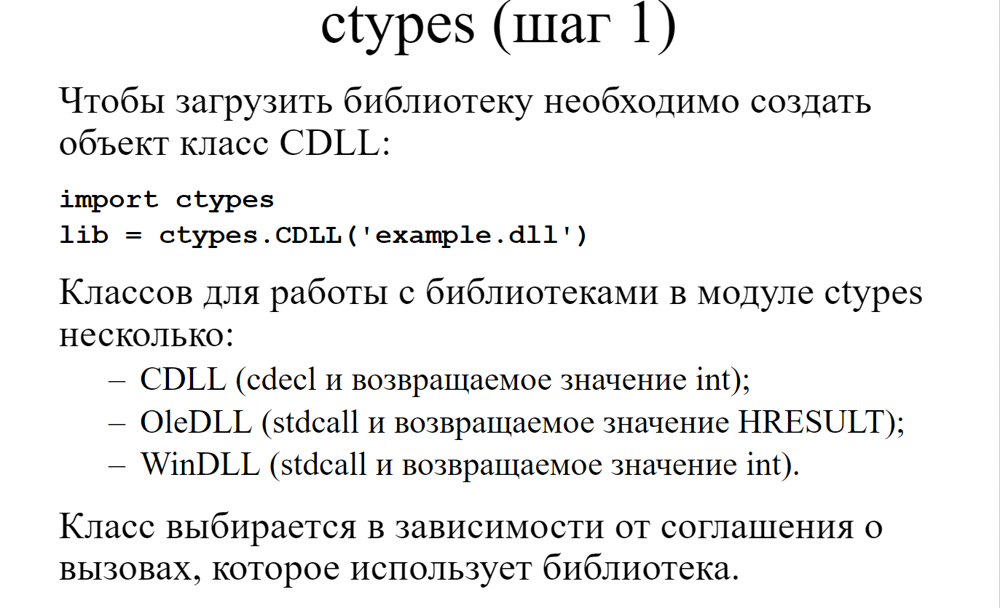 ctypes (шаг 1)
Чтобы загрузить библиотеку необходимо создать
объект класс CDLL:
import ctypes
lib = ctypes.CDLL('example.dll')
Классов для работы с библиотеками в модуле ctypes
несколько:
– CDLL (cdecl и возвращаемое значение int);
– OleDLL (stdcall и возвращаемое значение HRESULT);
– WinDLL (stdcall и возвращаемое значение int).
Класс выбирается в зависимости от соглашения о
вызовах, которое использует библиотека.